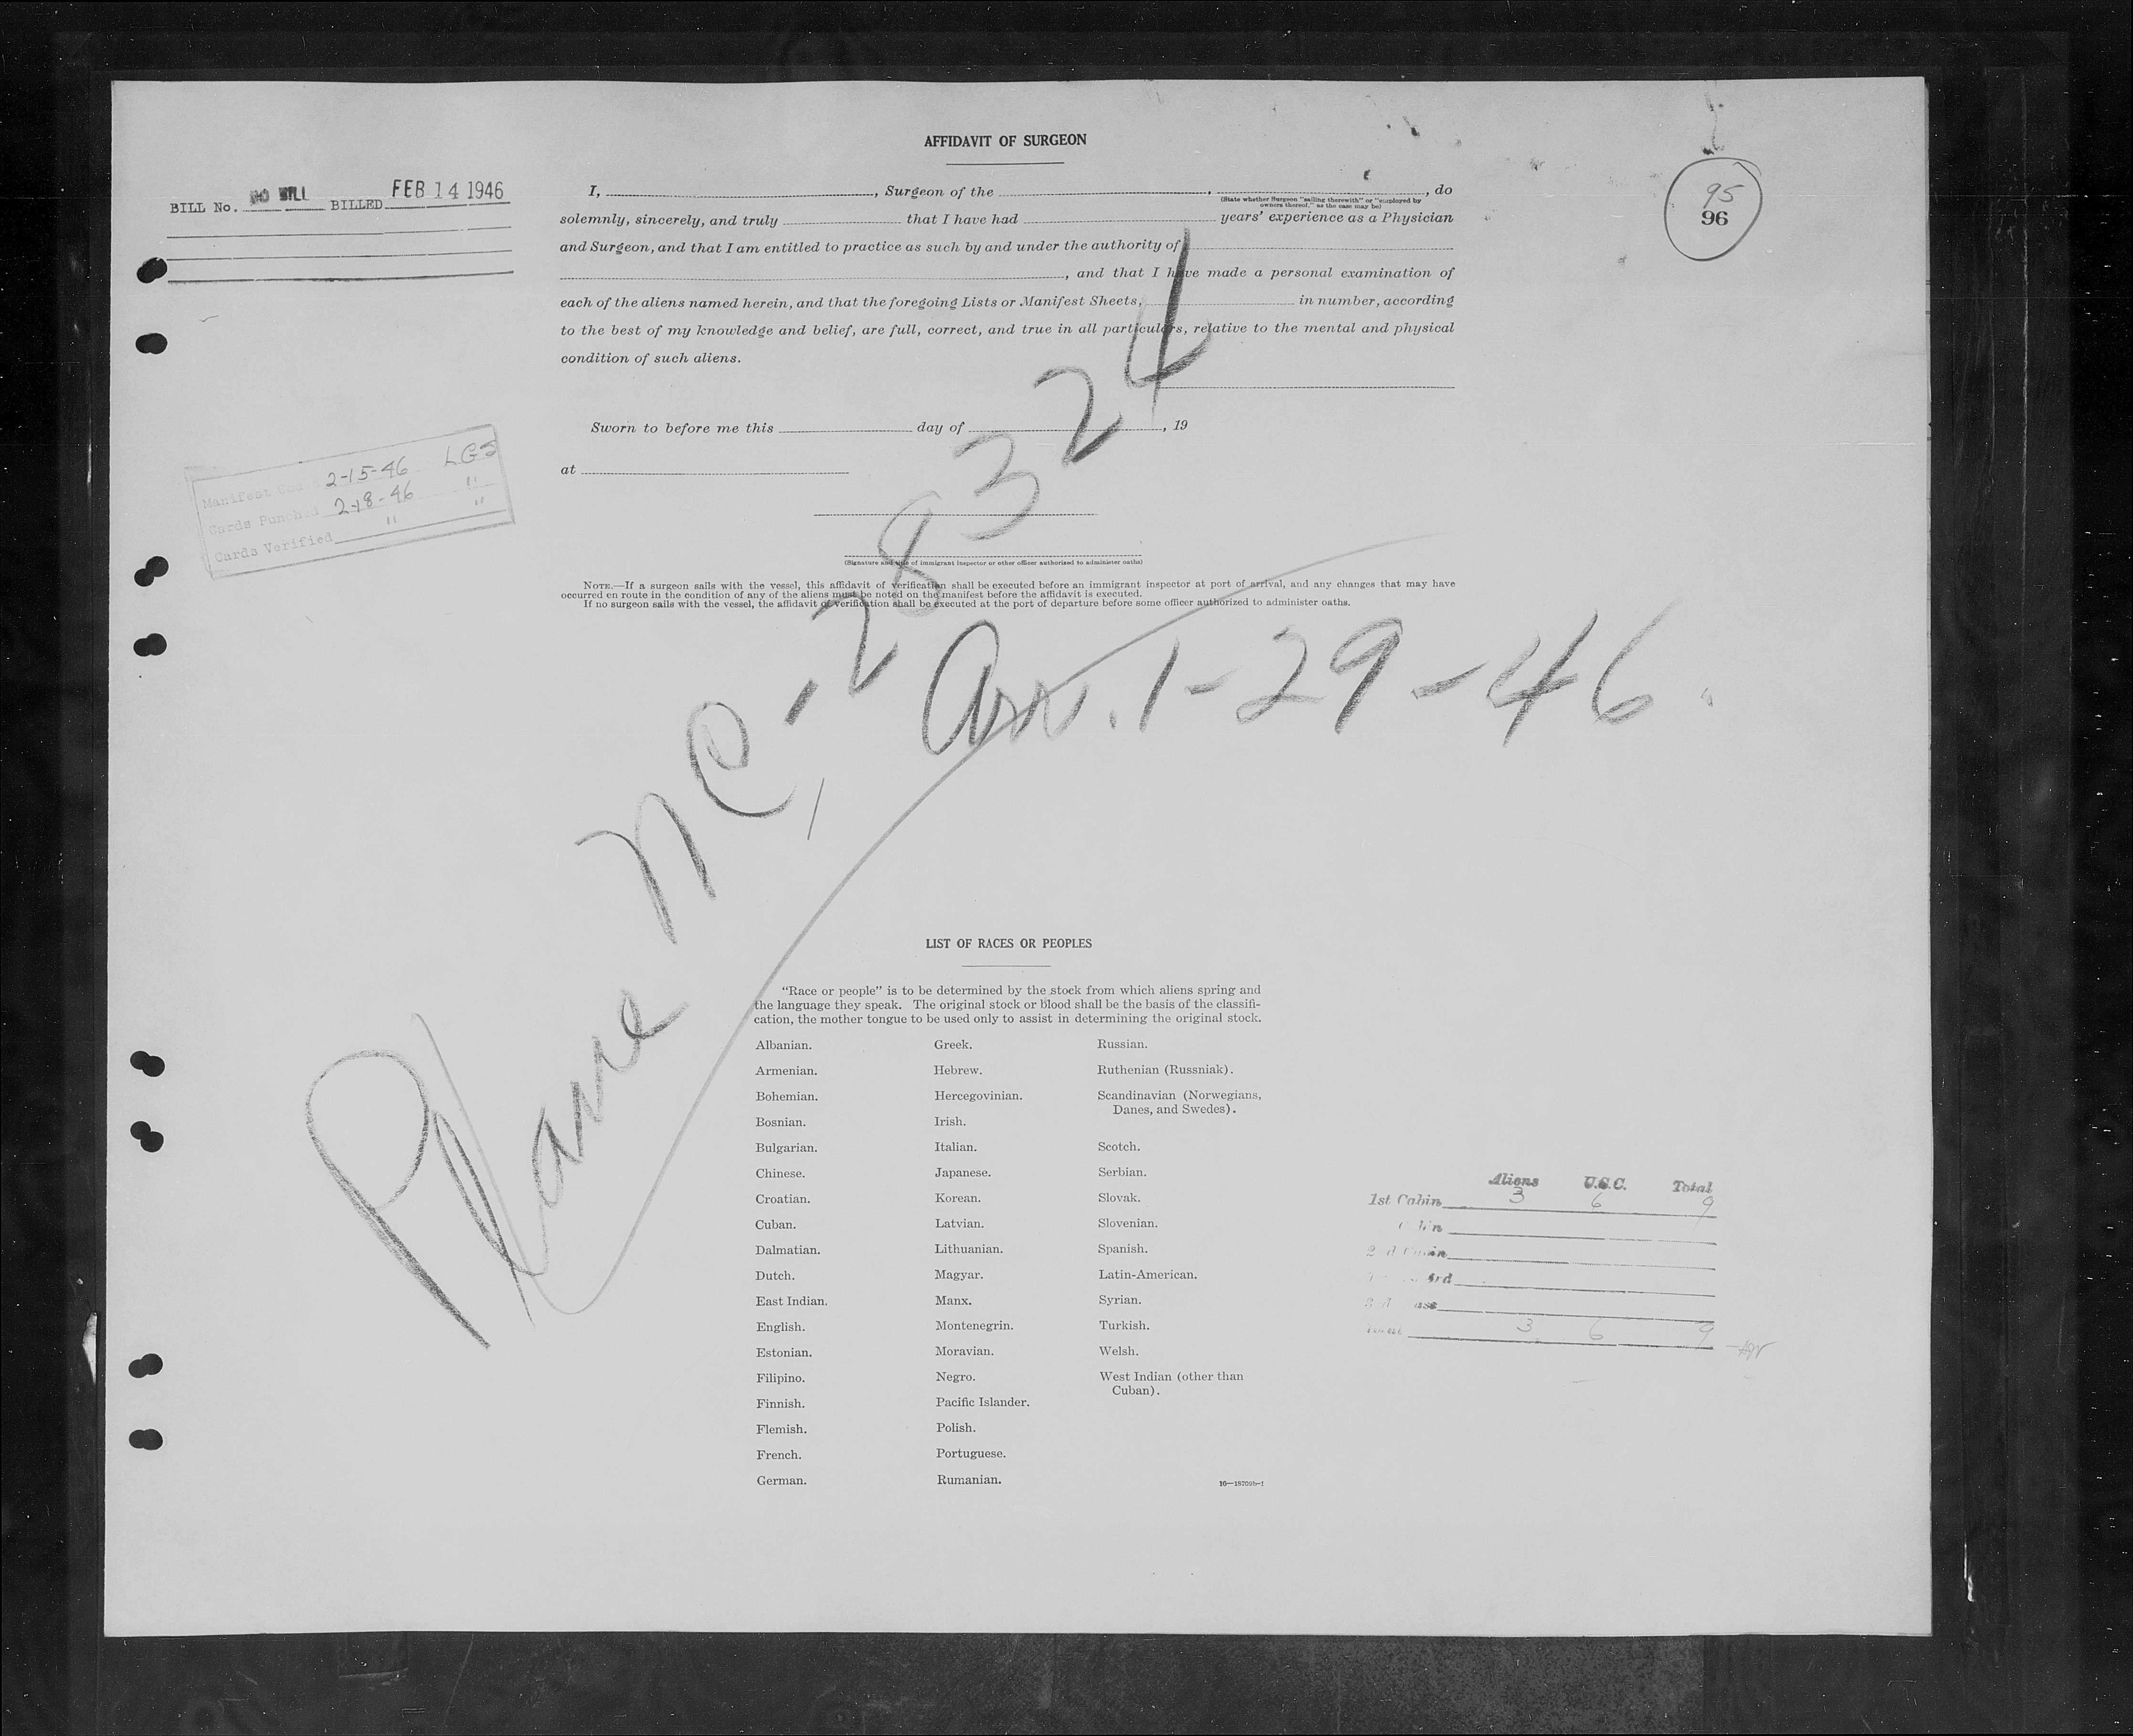 AFFIDAVIT OF SURGEON
BILL No. NO BILL BILLED FEB 14 1946
95
96
I, , Surgeon of the , , do
(State whether Surgeon "sailing therewith" or "employed by
owners thereof," as the case may be)
solemnly, sincerely, and truly that I have had years' experience as a Physician
and Surgeon, and that I am entitled to practice as such by and under the authority of
, and that I have made a personal examination of
each of the aliens named herein, and that the foregoing Lists or Manifest Sheets, in number, according
to the best of my knowledge and belief, are full, correct, and true in all particulars, relative to the mental and physical
condition of such aliens.
Sworn to before me this day of , 19
at
Manifest 2-15-46 LGS
Cards Punched 2-18-46 "
Cards Verified " "
(Signature and title of immigrant inspector or other officer authorized to administer oaths)
NOTE.—If a surgeon sails with the vessel, this affidavit of verification shall be executed before an immigrant inspector at port of arrival, and any changes that may have
occurred en route in the condition of any of the aliens must be noted on the manifest before the affidavit is executed.
If no surgeon sails with the vessel, the affidavit of verification shall be executed at the port of departure before some officer authorized to administer oaths.
Plane NC-28324
Arr. 1-29-46
LIST OF RACES OR PEOPLES
"Race or people" is to be determined by the stock from which aliens spring and
the language they speak. The original stock or blood shall be the basis of the classifi-
cation, the mother tongue to be used only to assist in determining the original stock.
Albanian. Greek. Russian.
Armenian. Hebrew. Ruthenian (Russniak).
Bohemian. Hercegovinian. Scandinavian (Norwegians,
Danes, and Swedes).
Bosnian. Irish.
Bulgarian. Italian. Scotch.
Chinese. Japanese. Serbian.
Croatian. Korean. Slovak.
Cuban. Latvian. Slovenian.
Dalmatian. Lithuanian. Spanish.
Dutch. Magyar. Latin-American.
East Indian. Manx. Syrian.
English. Montenegrin. Turkish.
Estonian. Moravian. Welsh.
Filipino. Negro. West Indian (other than
Cuban).
Finnish. Pacific Islander.
Flemish. Polish.
French. Portuguese.
German. Rumanian.
Aliens U.S.C. Total
1st Cabin 3 6 9
Cabin
2nd Cabin
3rd
3rd Class
Total 3 6 9